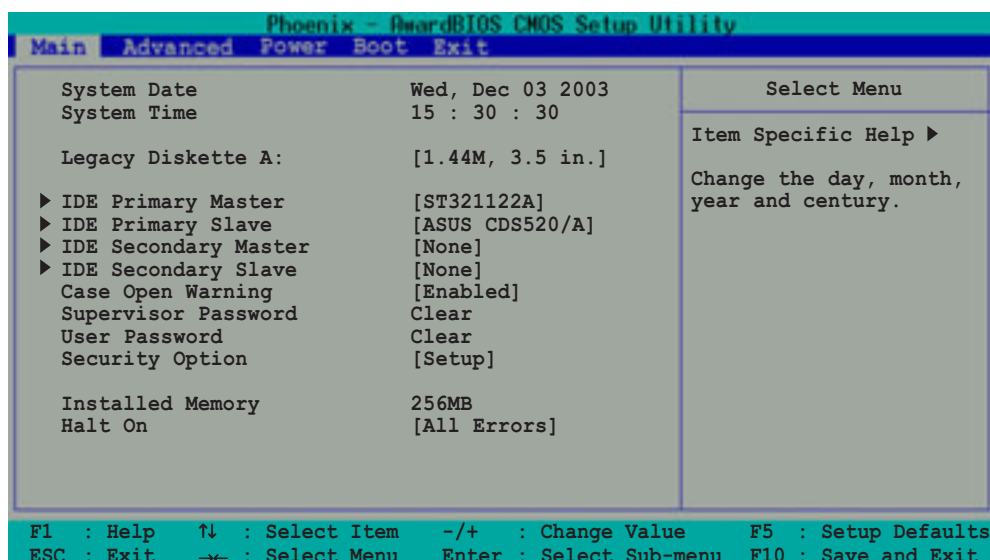 Phoenix - AwardBIOS CMOS Setup Utility
Main Advanced Power Boot Exit
System Date Wed, Dec 03 2003
System Time 15 : 30 : 30
Legacy Diskette A: [1.44M, 3.5 in.]
▶ IDE Primary Master [ST321122A]
▶ IDE Primary Slave [ASUS CDS520/A]
▶ IDE Secondary Master [None]
▶ IDE Secondary Slave [None]
Case Open Warning [Enabled]
Supervisor Password Clear
User Password Clear
Security Option [Setup]
Installed Memory 256MB
Halt On [All Errors]
Select Menu
Item Specific Help ▶
Change the day, month,
year and century.
F1 : Help ↑↓ : Select Item -/+ : Change Value F5 : Setup Defaults
ESC : Exit →← : Select Menu Enter : Select Sub-menu F10 : Save and Exit